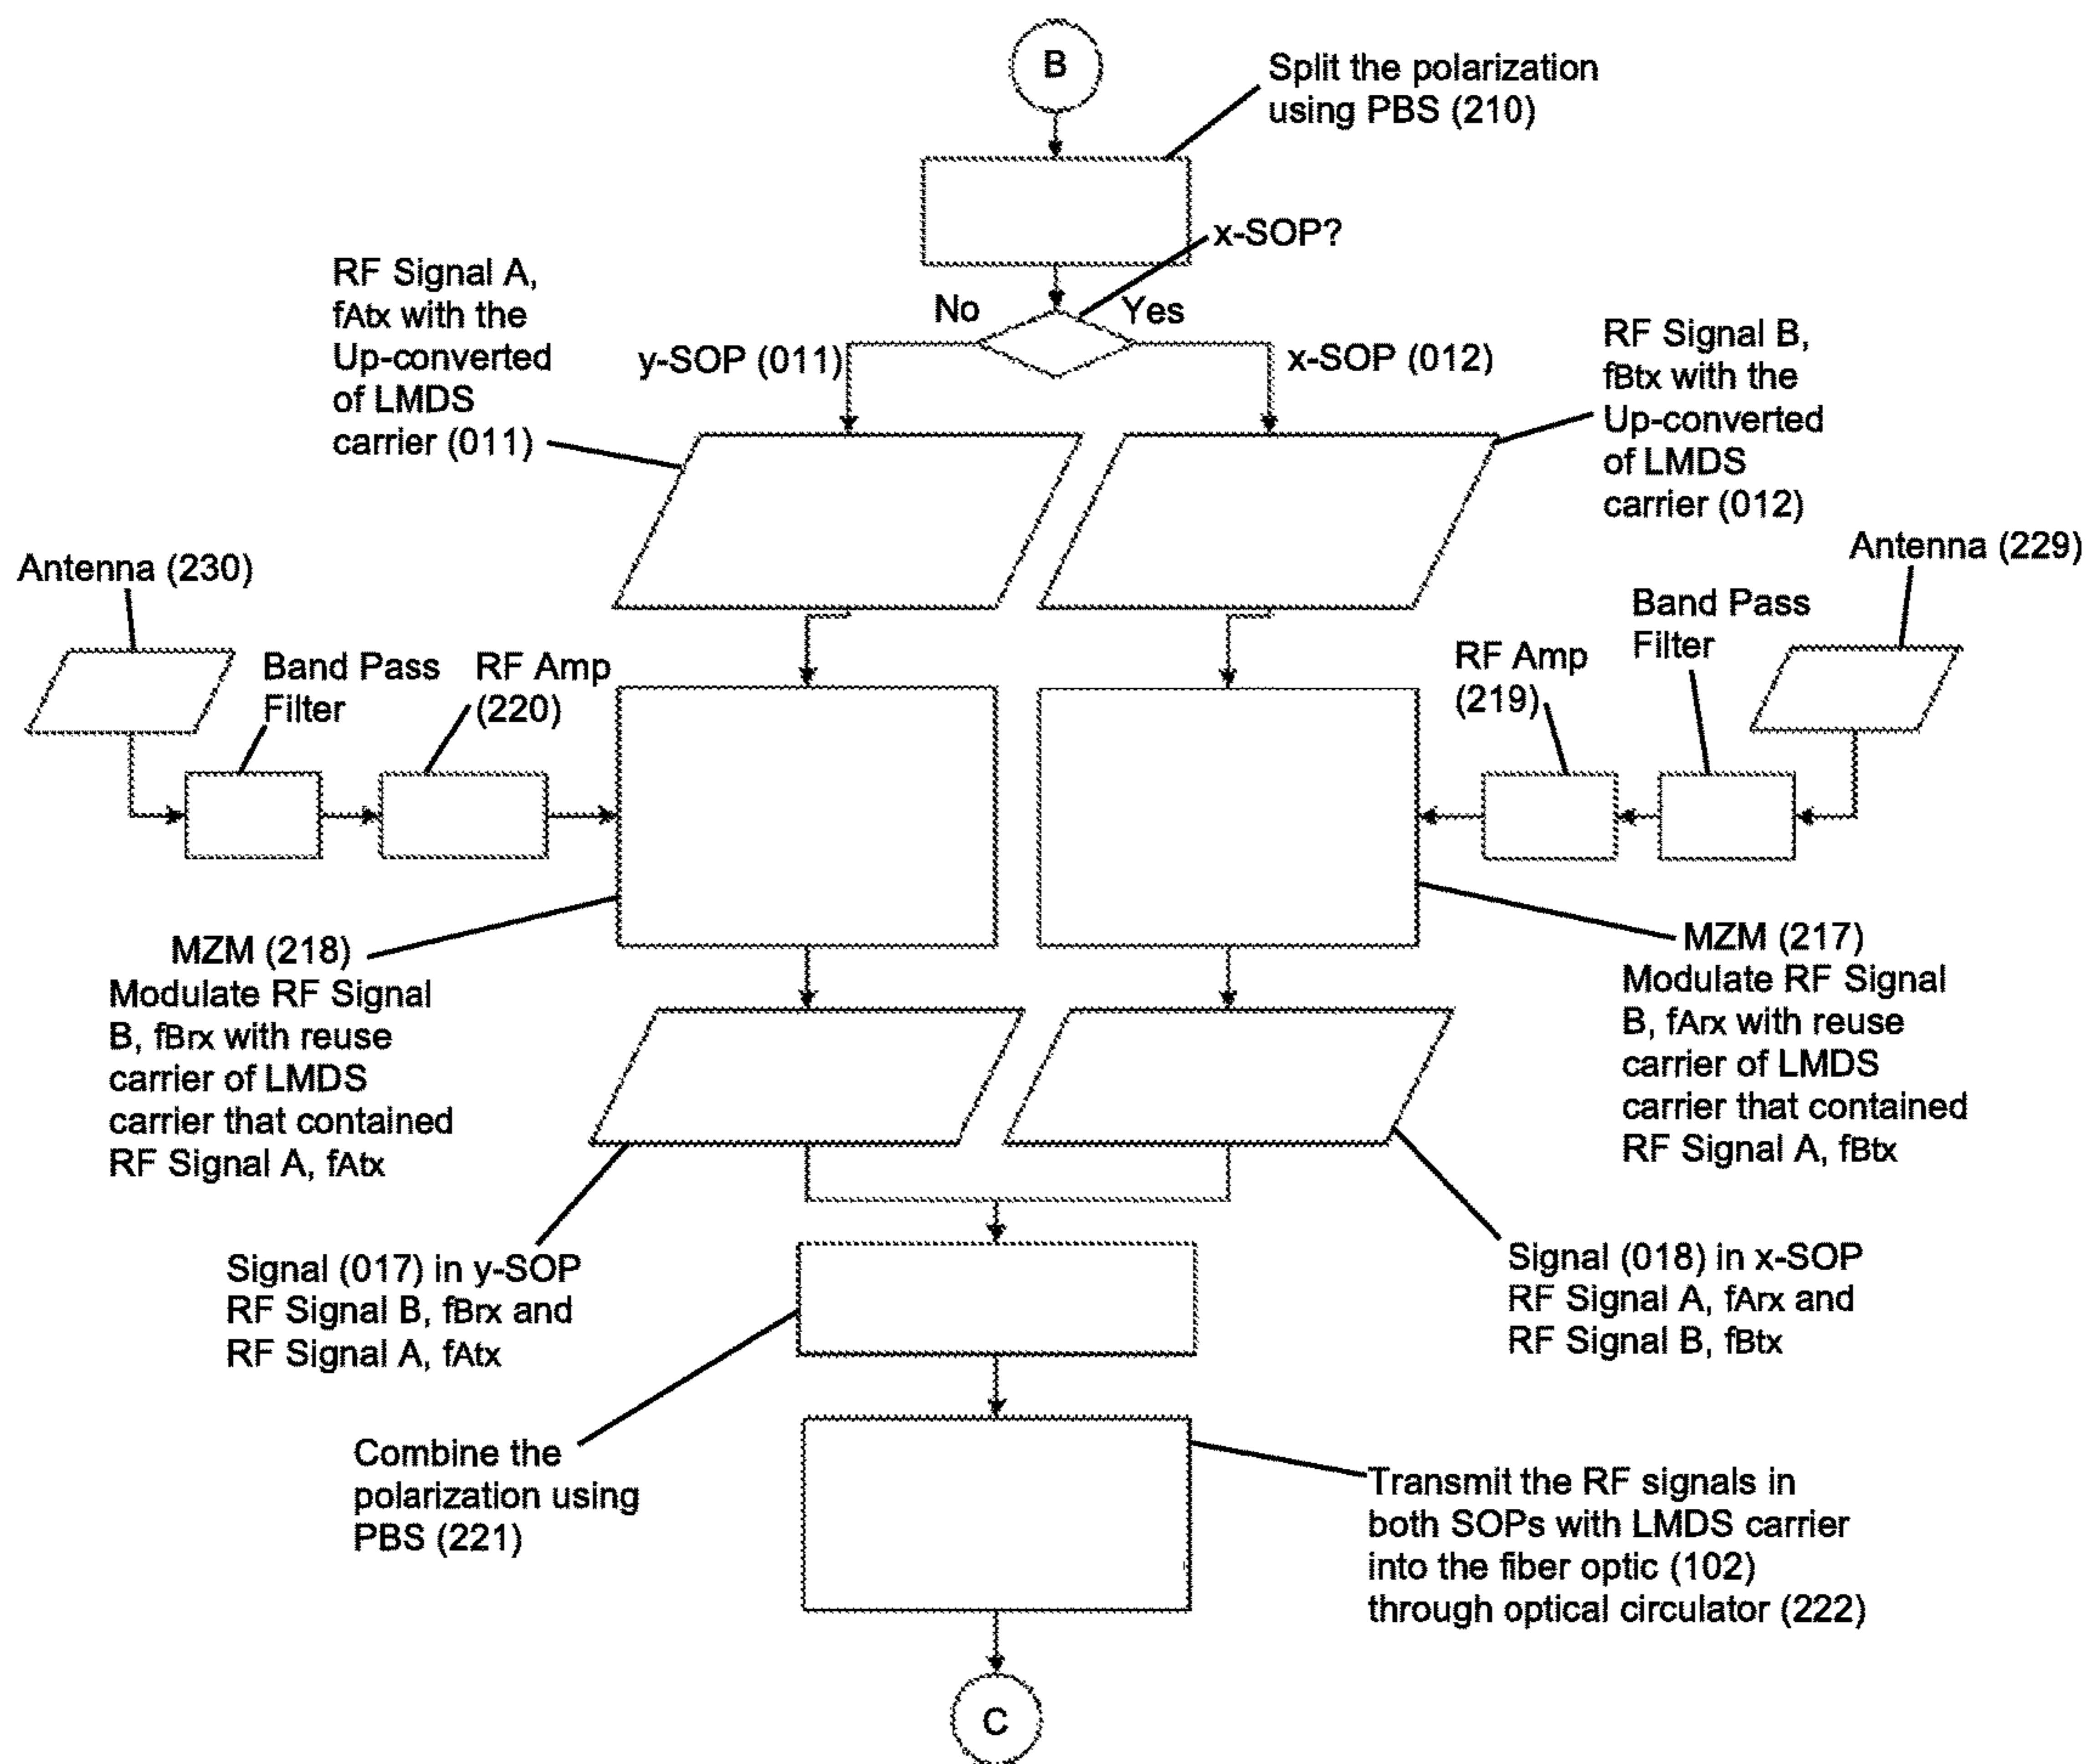 B
Split the polarization
using PBS (210)
x-SOP?
No
Yes
RF Signal A,
fAtx with the
Up-converted
of LMDS
carrier (011)
y-SOP (011)
x-SOP (012)
RF Signal B,
fBtx with the
Up-converted
of LMDS
carrier (012)
Antenna (230)
Band Pass
Filter
RF Amp
(220)
RF Amp
(219)
Band Pass
Filter
Antenna (229)
MZM (218)
Modulate RF Signal
B, fBrx with reuse
carrier of LMDS
carrier that contained
RF Signal A, fAtx
MZM (217)
Modulate RF Signal
B, fArx with reuse
carrier of LMDS
carrier that contained
RF Signal A, fBtx
Signal (017) in y-SOP
RF Signal B, fBrx and
RF Signal A, fAtx
Signal (018) in x-SOP
RF Signal A, fArx and
RF Signal B, fBtx
Combine the
polarization using
PBS (221)
Transmit the RF signals in
both SOPs with LMDS carrier
into the fiber optic (102)
through optical circulator (222)
C